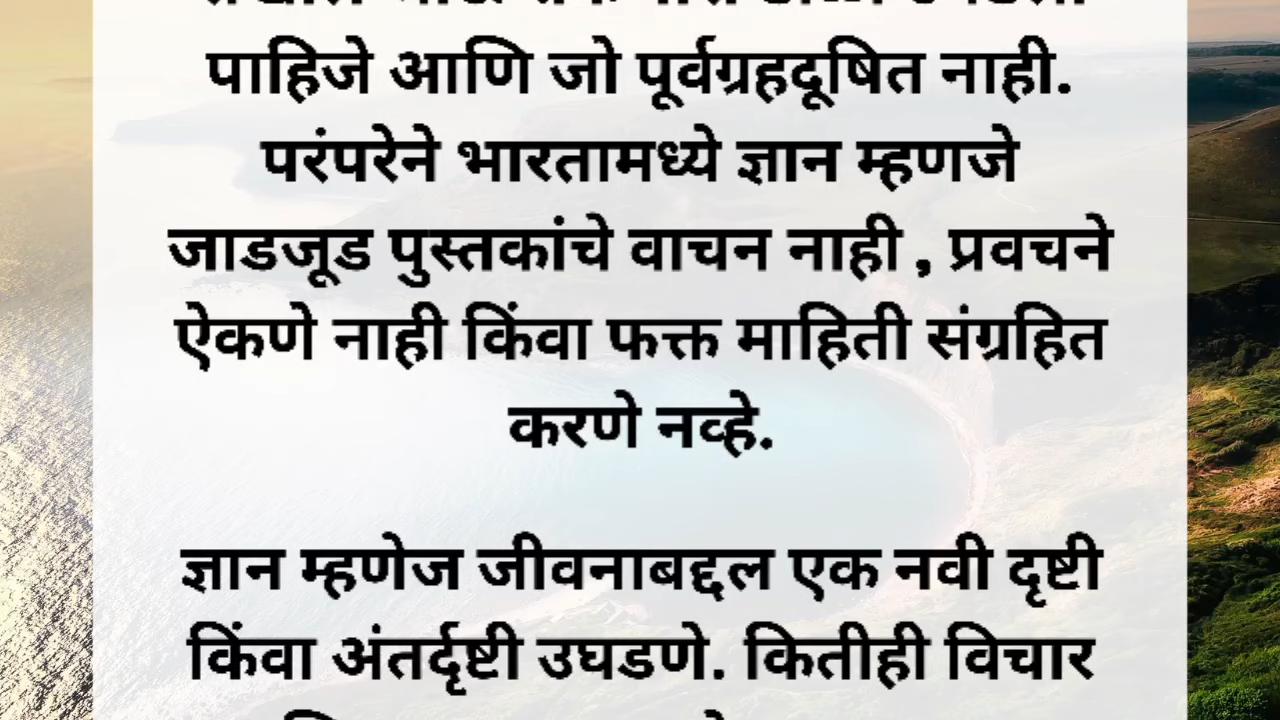 पाहिजे आणि जो पूर्वग्रहदूषित नाही.
परंपरेने भारतामध्ये ज्ञान म्हणजे
जाडजूड पुस्तकांचे वाचन नाही , प्रवचने
ऐकणे नाही किंवा फक्त माहिती संग्रहित
करणे नव्हे.
ज्ञान म्हणेज जीवनाबद्दल एक नवी दृष्टी
किंवा अंतर्दृष्टी उघडणे. कितीही विचार